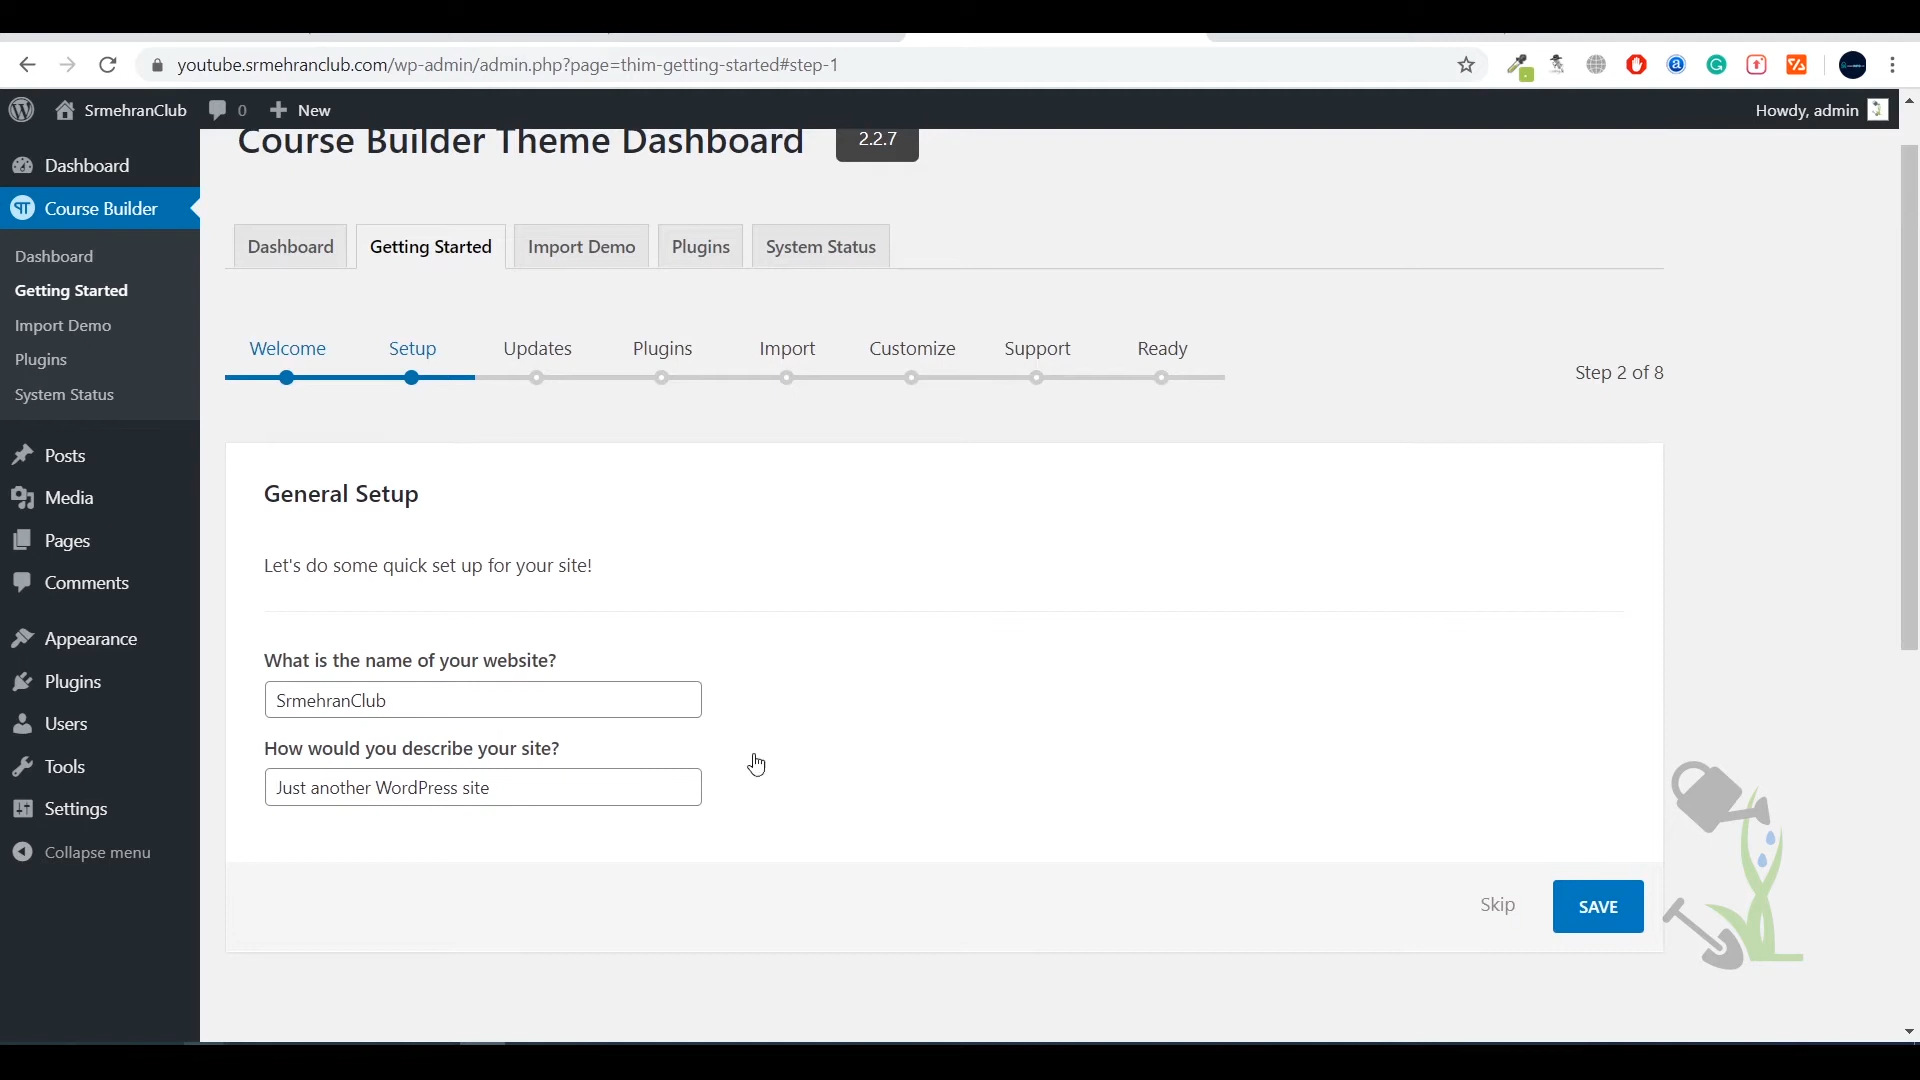 youtube.srmehranclub.com/wp-admin/admin.php?page=thim-getting-started#step-1
SrmehranClub 0 New Howdy, admin
Course Builder Theme Dashboard 2.2.7
Dashboard
Course Builder
Dashboard
Getting Started
Import Demo
Plugins
System Status
Posts
Media
Pages
Comments
Appearance
Plugins
Users
Tools
Settings
Collapse menu
Dashboard Getting Started Import Demo Plugins System Status
Welcome Setup Updates Plugins Import Customize Support Ready
Step 2 of 8
General Setup
Let's do some quick set up for your site!
What is the name of your website?
SrmehranClub
How would you describe your site?
Just another WordPress site
Skip SAVE